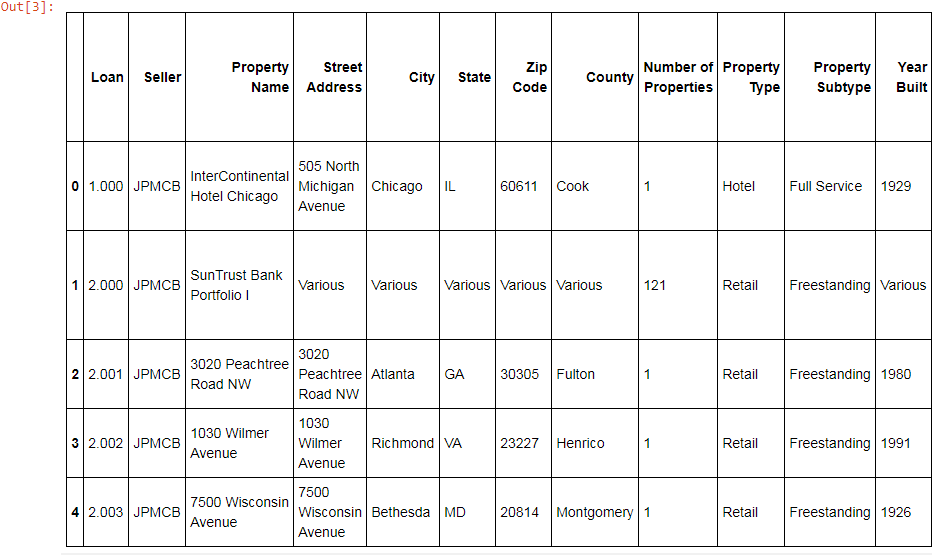 Out[3]:
Loan Seller Property Name Street Address City State Zip Code County Number of Properties Property Type Property Subtype Year Built
0 1.000 JPMCB InterContinental Hotel Chicago 505 North Michigan Avenue Chicago IL 60611 Cook 1 Hotel Full Service 1929
1 2.000 JPMCB SunTrust Bank Portfolio I Various Various Various Various Various 121 Retail Freestanding Various
2 2.001 JPMCB 3020 Peachtree Road NW 3020 Peachtree Road NW Atlanta GA 30305 Fulton 1 Retail Freestanding 1980
3 2.002 JPMCB 1030 Wilmer Avenue 1030 Wilmer Avenue Richmond VA 23227 Henrico 1 Retail Freestanding 1991
4 2.003 JPMCB 7500 Wisconsin Avenue 7500 Wisconsin Avenue Bethesda MD 20814 Montgomery 1 Retail Freestanding 1926